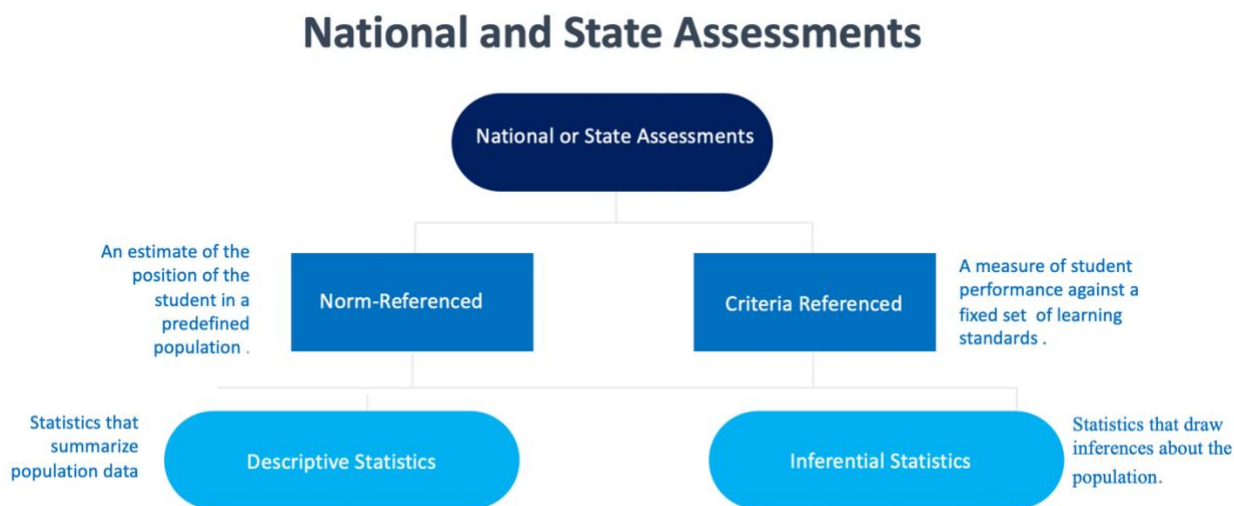 National and State Assessments
National or State Assessments
An estimate of the
position of the
student in a
predefined
population .
Norm-Referenced
Criteria Referenced
A measure of student
performance against a
fixed set  of learning
standards .
Statistics that
summarize
population data
Descriptive Statistics
Inferential Statistics
Statistics that draw
inferences about the
population.